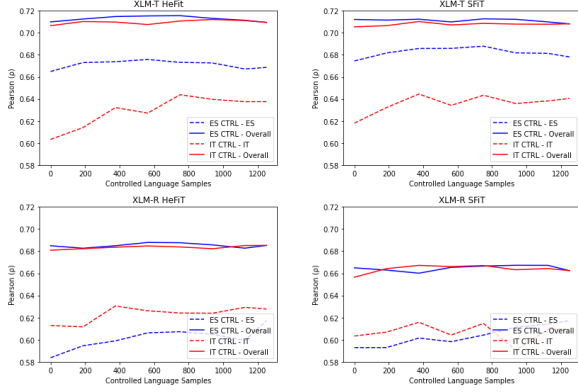 XLM-T HeFit
0.72
0.70
0.68
0.66
0.64
0.62
0.60
0.58
Pearson (ρ)
0 200 400 600 800 1000 1200
Controlled Language Samples
ES CTRL - ES
ES CTRL - Overall
IT CTRL - IT
IT CTRL - Overall
XLM-T SFiT
0.72
0.70
0.68
0.66
0.64
0.62
0.60
0.58
Pearson (ρ)
0 200 400 600 800 1000 1200
Controlled Language Samples
ES CTRL - ES
ES CTRL - Overall
IT CTRL - IT
IT CTRL - Overall
XLM-R HeFiT
0.72
0.70
0.68
0.66
0.64
0.62
0.60
0.58
Pearson (ρ)
0 200 400 600 800 1000 1200
Controlled Language Samples
ES CTRL - ES
ES CTRL - Overall
IT CTRL - IT
IT CTRL - Overall
XLM-R SFiT
0.72
0.70
0.68
0.66
0.64
0.62
0.60
0.58
Pearson (ρ)
0 200 400 600 800 1000 1200
Controlled Language Samples
ES CTRL - ES
ES CTRL - Overall
IT CTRL - IT
IT CTRL - Overall